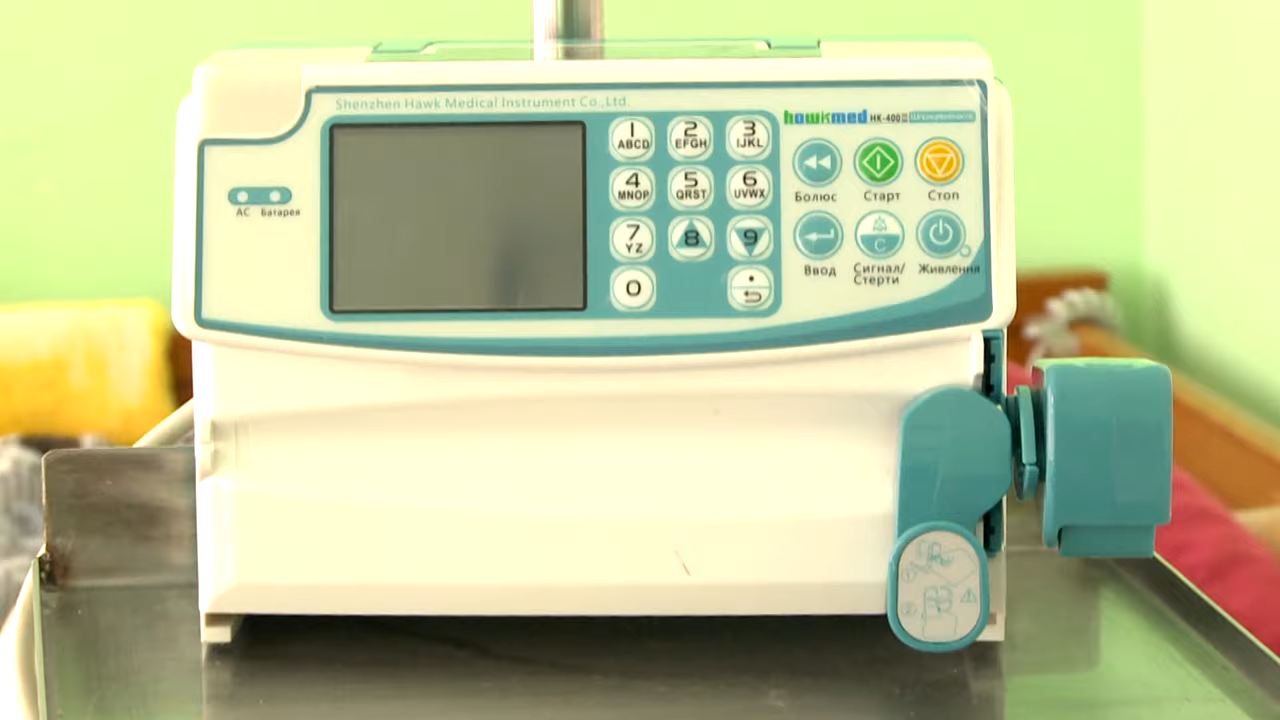 Shenzhen Hawk Medical Instrument Co.,Ltd.
hawkmed HK-400
AC Батарея
1 ABCD
2 EFGH
3 IJKL
4 MNOP
5 QRST
6 UVWX
7 YZ
8
9
0
Болюс Старт Стоп
C
Ввод Сигнал/ Живлення
Стерти